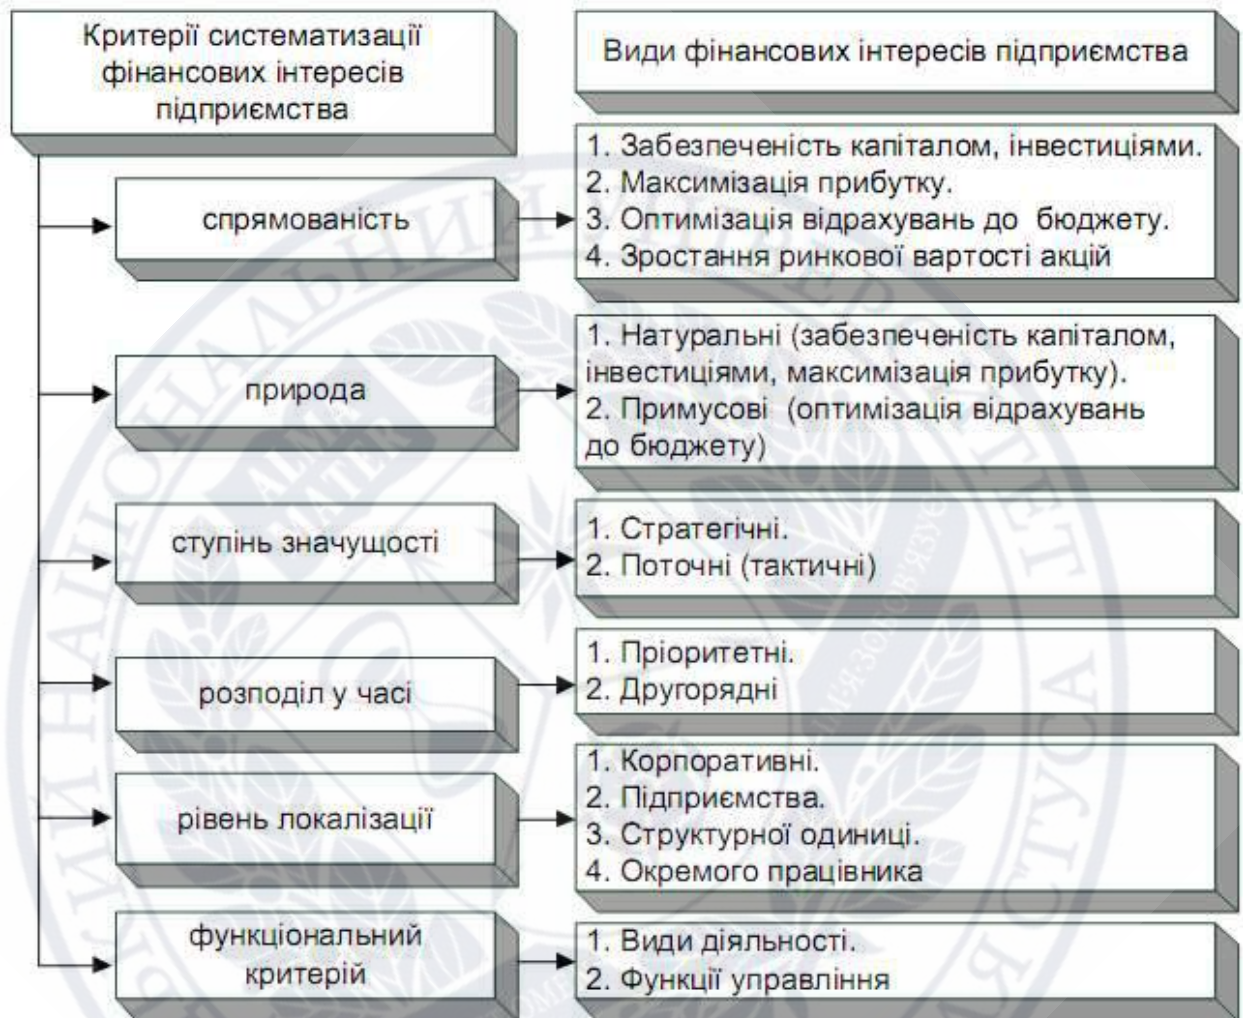 Критерії систематизації
фінансових інтересів
підприємства
Види фінансових інтересів підприємства
спрямованість
1. Забезпеченість капіталом, інвестиціями.
2. Максимізація прибутку.
3. Оптимізація відрахувань до бюджету.
4. Зростання ринкової вартості акцій
природа
1. Натуральні (забезпеченість капіталом,
інвестиціями, максимізація прибутку).
2. Примусові (оптимізація відрахувань
до бюджету)
ступінь значущості
1. Стратегічні.
2. Поточні (тактичні)
розподіл у часі
1. Пріоритетні.
2. Другорядні
рівень локалізації
1. Корпоративні.
2. Підприємства.
3. Структурної одиниці.
4. Окремого працівника
функціональний
критерій
1. Види діяльності.
2. Функції управління
ALMA
MATER